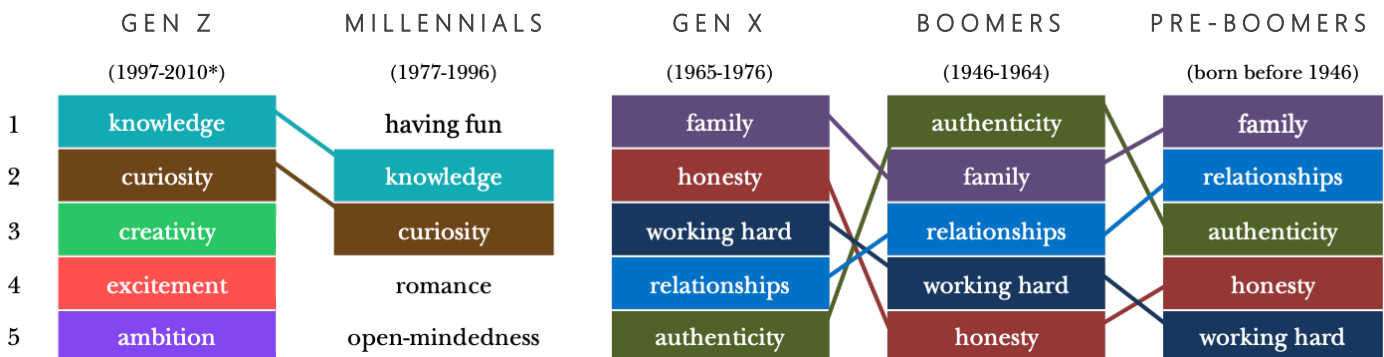 GEN Z MILLENNIALS GEN X BOOMERS PRE-BOOMERS
(1997-2010*) (1977-1996) (1965-1976) (1946-1964) (born before 1946)
1 knowledge having fun family authenticity family
2 curiosity knowledge honesty family relationships
3 creativity curiosity working hard relationships authenticity
4 excitement romance relationships working hard honesty
5 ambition open-mindedness authenticity honesty working hard